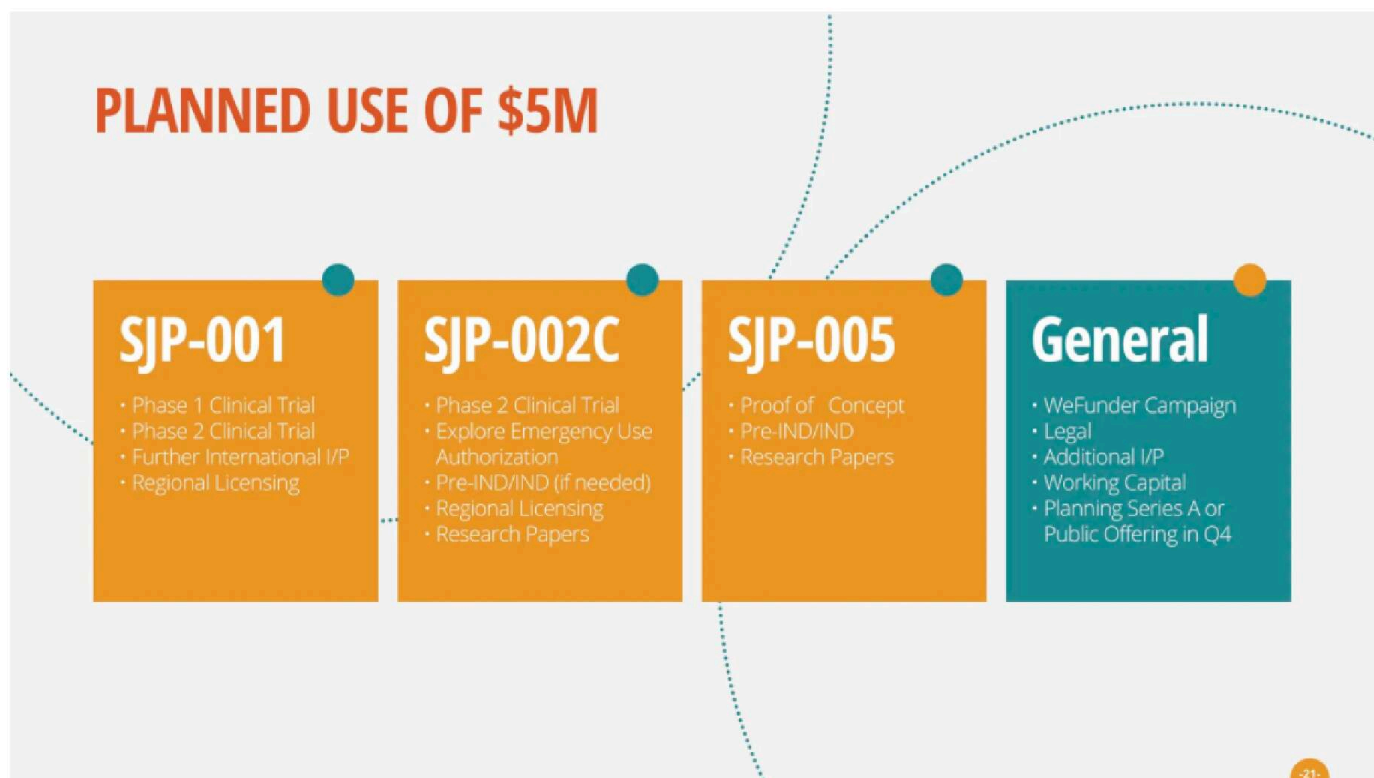 PLANNED USE OF $5M
SJP-001
• Phase 1 Clinical Trial
• Phase 2 Clinical Trial
• Further International I/P
• Regional Licensing
SJP-002C
• Phase 2 Clinical Trial
• Explore Emergency Use
Authorization
• Pre-IND/IND (if needed)
• Regional Licensing
• Research Papers
SJP-005
• Proof of Concept
• Pre-IND/IND
• Research Papers
General
• WeFunder Campaign
• Legal
• Additional I/P
• Working Capital
• Planning Series A or
Public Offering in Q4
-21-